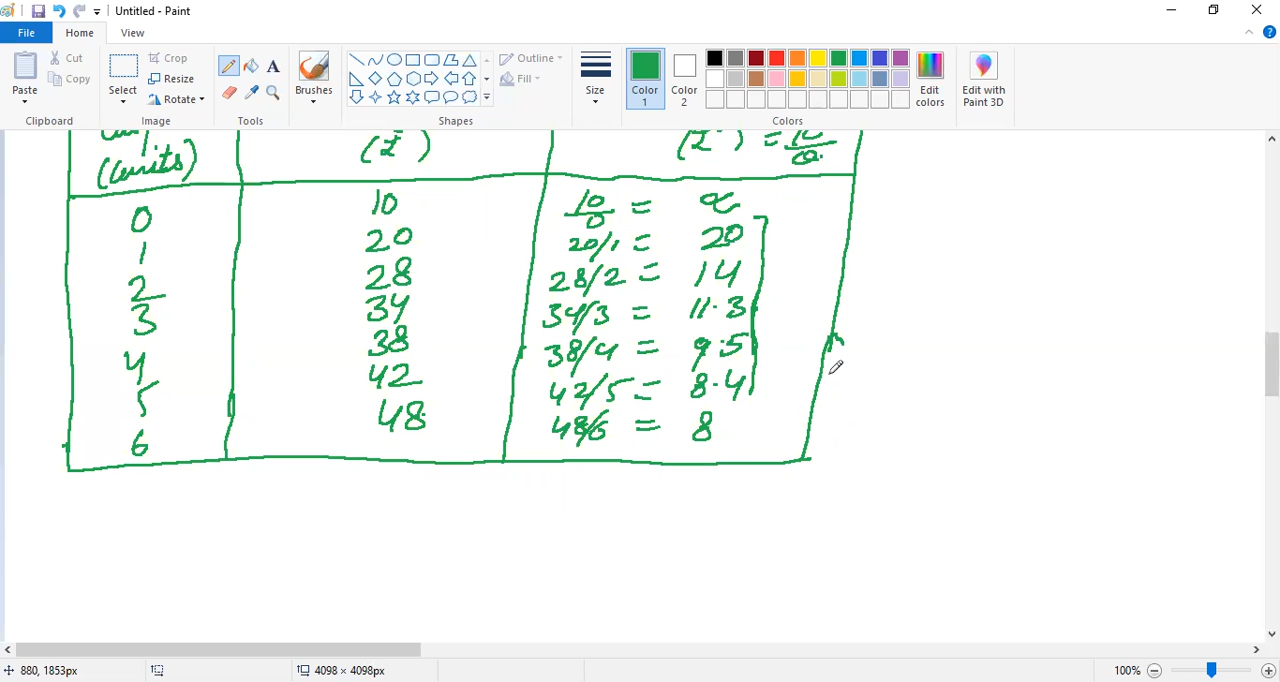 Untitled - Paint
File Home View
Paste
Cut
Copy
Clipboard
Select
Crop
Resize
Rotate
Image
A
Tools
Brushes
Shapes
Outline
Fill
Size
Color 1
Color 2
Edit colors
Edit with Paint 3D
Colors
(units)
0 10 10/0 = ∝
1 20 20/1 = 20
2 28 28/2 = 14
3 34 34/3 = 11.3
4 38 38/4 = 9.5
5 42 42/5 = 8.4
6 48 48/6 = 8
880, 1853px
4098 × 4098px
100%